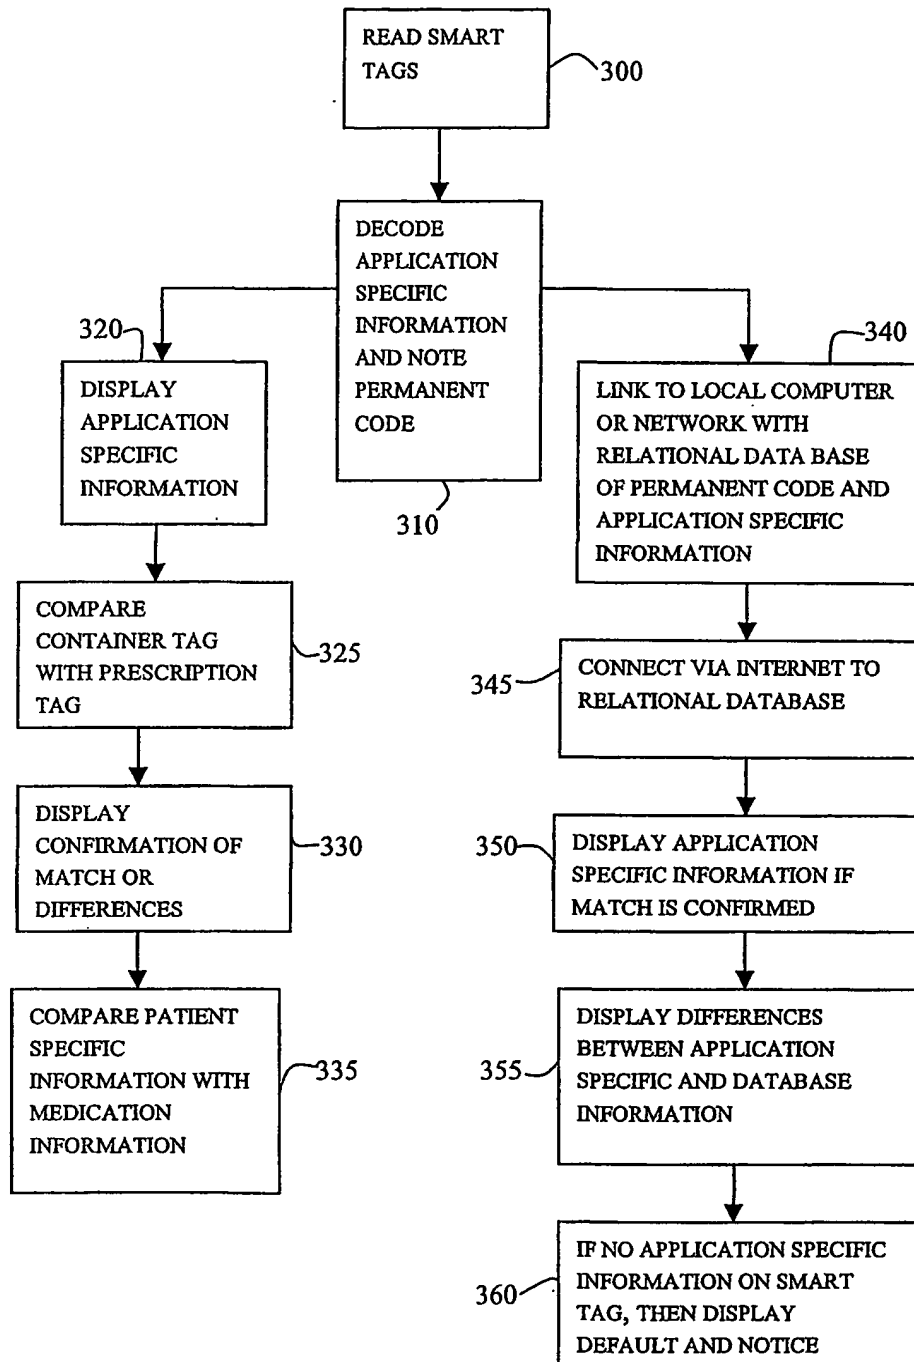 READ SMART
TAGS
300
DECODE
APPLICATION
SPECIFIC
INFORMATION
AND NOTE
PERMANENT
CODE
310
320
DISPLAY
APPLICATION
SPECIFIC
INFORMATION
COMPARE
CONTAINER TAG
WITH PRESCRIPTION
TAG
325
DISPLAY
CONFIRMATION OF
MATCH OR
DIFFERENCES
330
COMPARE PATIENT
SPECIFIC
INFORMATION WITH
MEDICATION
INFORMATION
335
340
LINK TO LOCAL COMPUTER
OR NETWORK WITH
RELATIONAL DATA BASE
OF PERMANENT CODE AND
APPLICATION SPECIFIC
INFORMATION
345
CONNECT VIA INTERNET TO
RELATIONAL DATABASE
350
DISPLAY APPLICATION
SPECIFIC INFORMATION IF
MATCH IS CONFIRMED
355
DISPLAY DIFFERENCES
BETWEEN APPLICATION
SPECIFIC AND DATABASE
INFORMATION
360
IF NO APPLICATION SPECIFIC
INFORMATION ON SMART
TAG, THEN DISPLAY
DEFAULT AND NOTICE